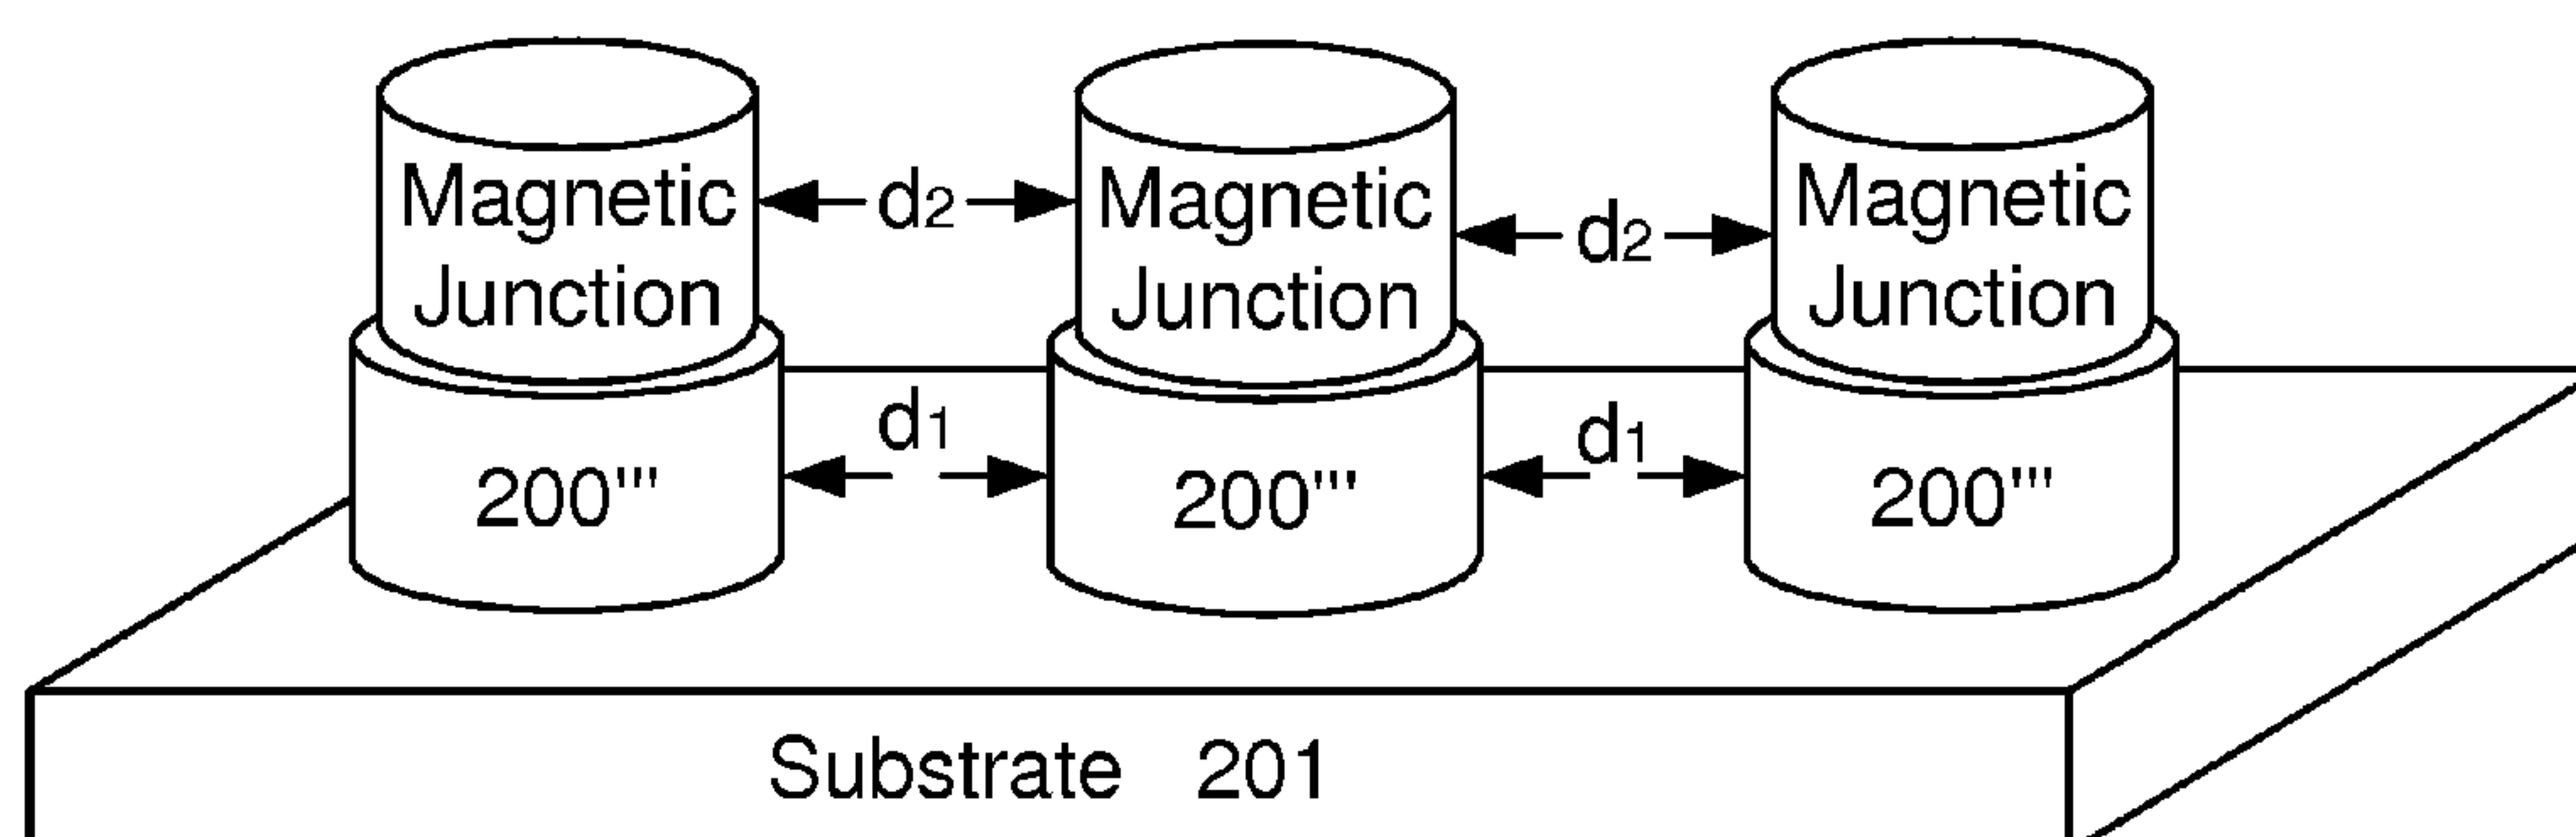 Magnetic Junction
d2
Magnetic Junction
d2
Magnetic Junction
200'''
d1
200'''
d1
200'''
Substrate 201